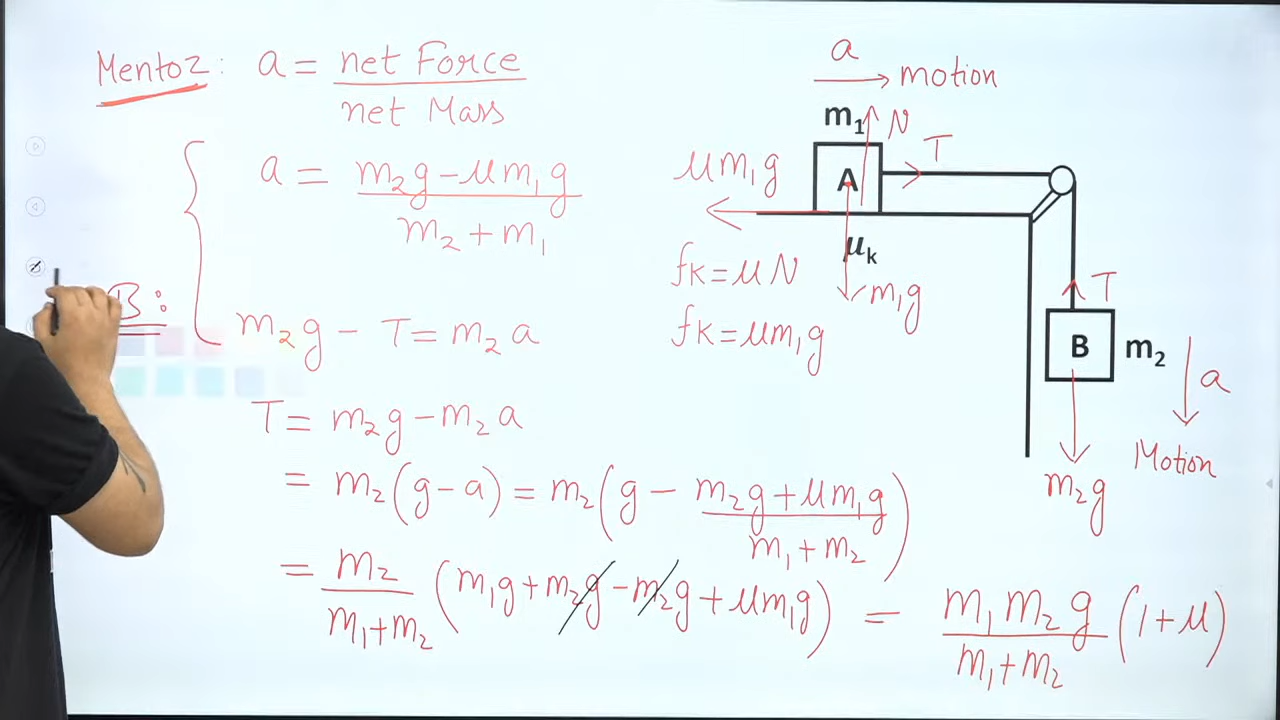 Mentoz: a = net Force / net Mass
a = m₂g - μm₁g / m₂ + m₁
B:
m₂g - T = m₂a
T = m₂g - m₂a
= m₂(g - a) = m₂(g - m₂g + μm₁g / m₁ + m₂)
= m₂ / m₁+m₂ (m₁g + m₂g - m₂g + μm₁g) = m₁m₂g / m₁+m₂ (1+μ)
a
motion
m₁
N
T
μm₁g
A
μk
fk = μN
m₁g
fk = μm₁g
T
B
m₂
a
Motion
m₂g